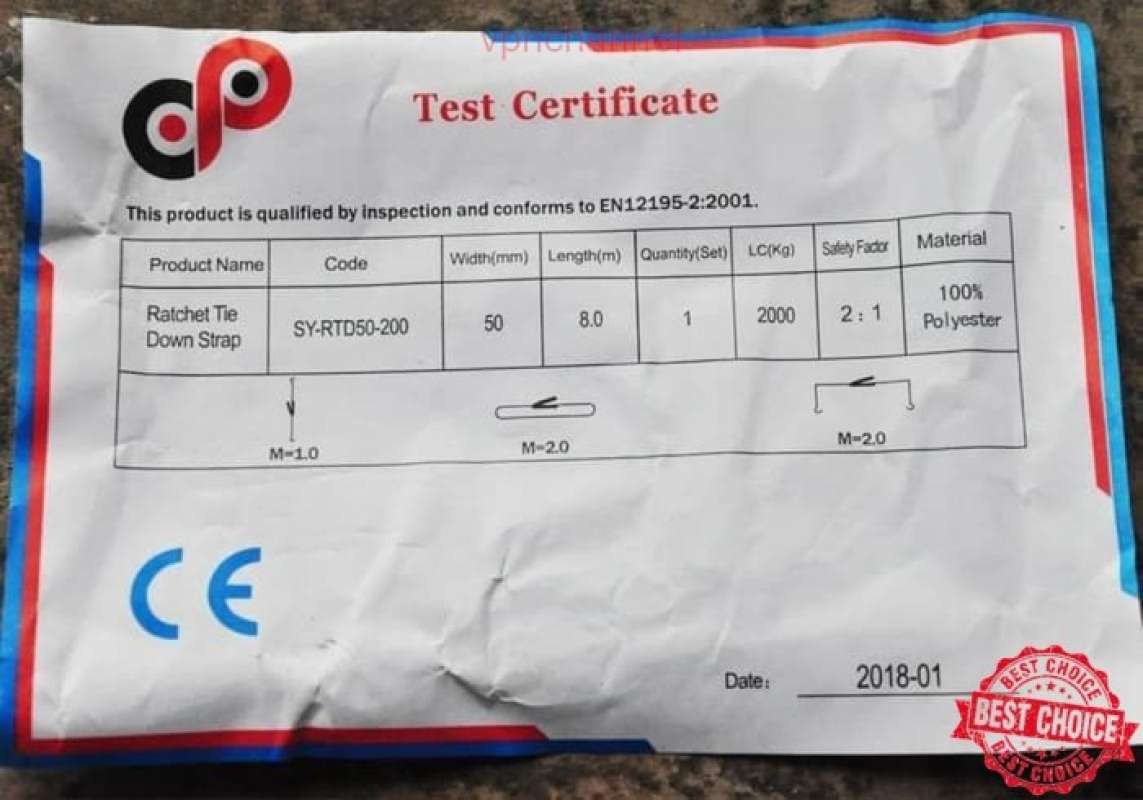 Test Certificate
This product is qualified by inspection and conforms to EN12195-2:2001.
Product Name Code Width(mm) Length(m) Quantity(Set) LC(Kg) Safety Factor Material
Ratchet Tie Down Strap SY-RTD50-200 50 8.0 1 2000 2:1 100% Polyester
M=1.0 M=2.0 M=2.0
CE
Date: 2018-01
BEST CHOICE
BEST CHOICE
BEST CHOICE